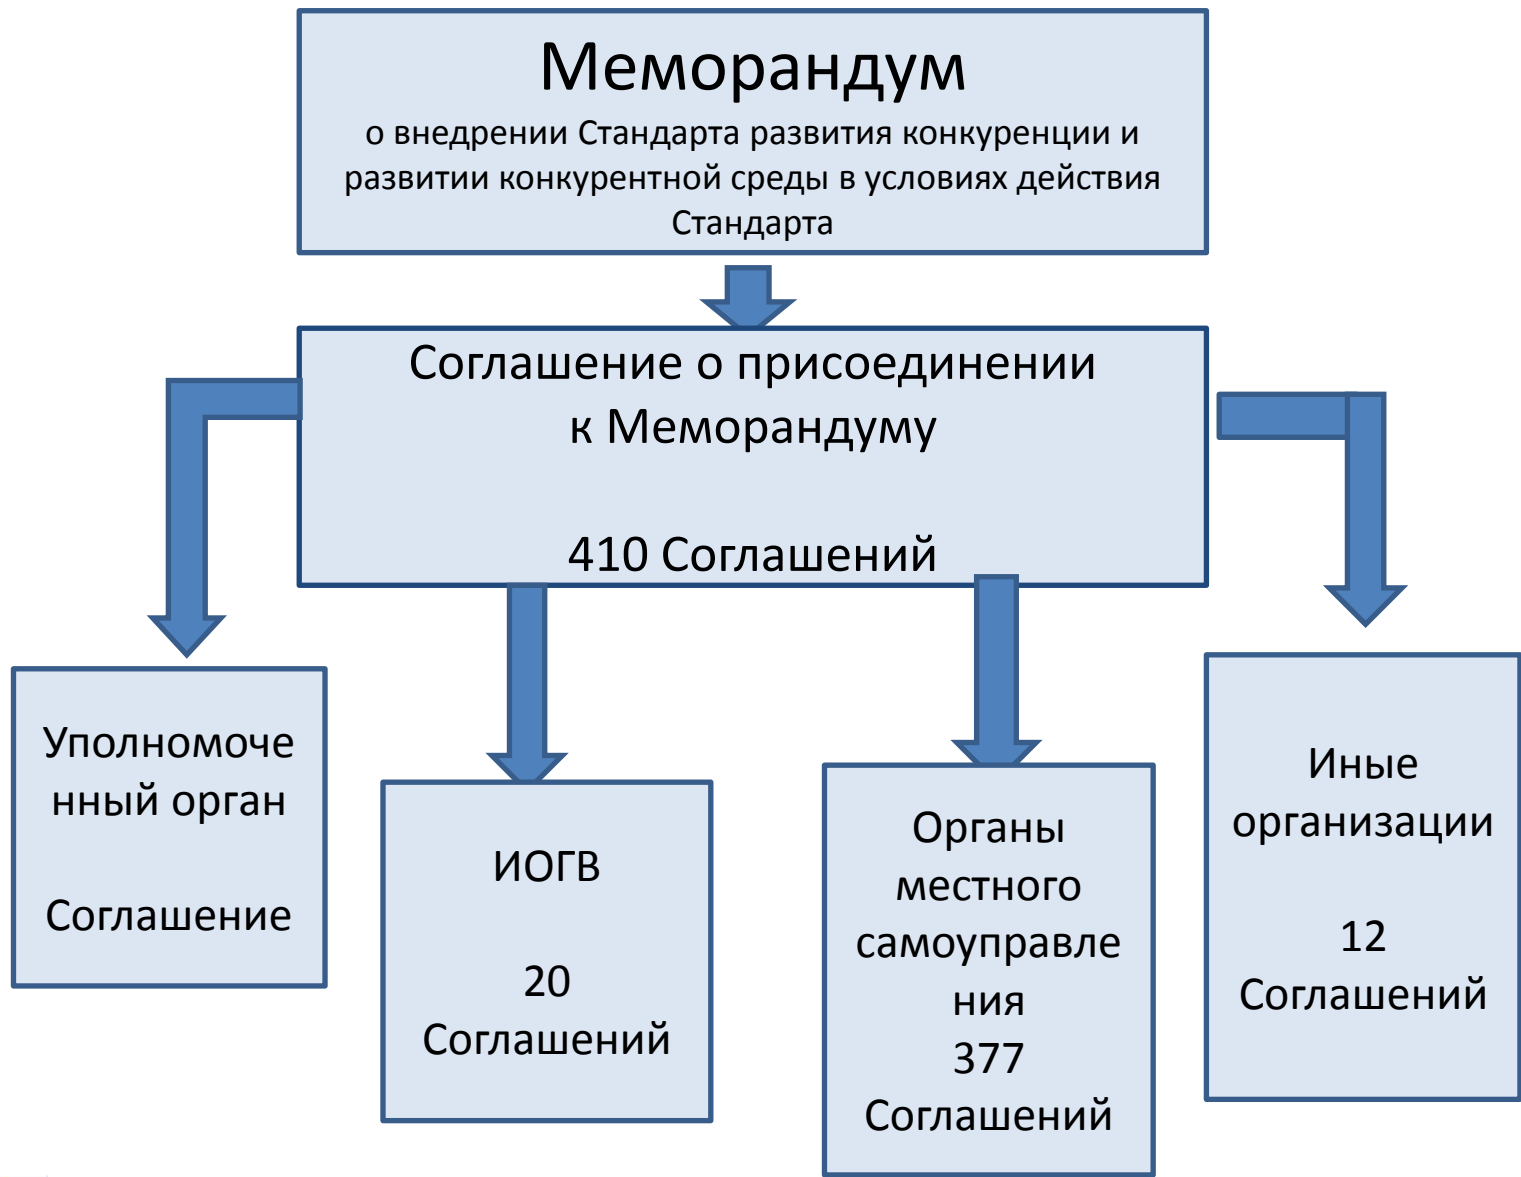 Меморандум
о внедрении Стандарта развития конкуренции и
развитии конкурентной среды в условиях действия
Стандарта
Соглашение о присоединении
к Меморандуму
410 Соглашений
Уполномоче
нный орган
Соглашение
ИОГВ
20
Соглашений
Органы
местного
самоуправле
ния
377
Соглашений
Иные
организации
12
Соглашений